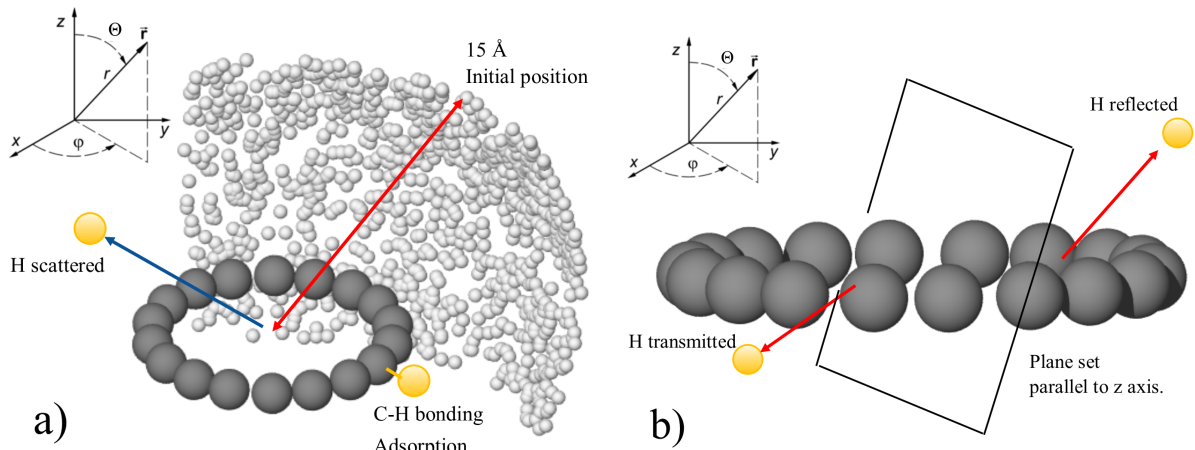 z
Θ
r⃗
r
x
y
φ
15 Å
Initial position
H scattered
C-H bonding
Adsorption
a)
z
Θ
r⃗
r
x
y
φ
H reflected
H transmitted
Plane set
parallel to z axis.
b)